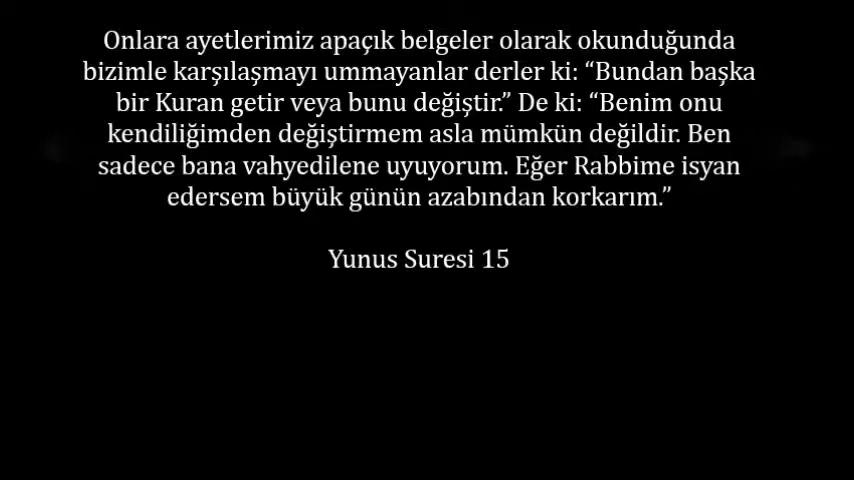 Onlara ayetlerimiz apaçık belgeler olarak okunduğunda
bizimle karşılaşmayı ummayanlar derler ki: “Bundan başka
bir Kuran getir veya bunu değiştir.” De ki: “Benim onu
kendiliğimden değiştirmem asla mümkün değildir. Ben
sadece bana vahyedilene uyuyorum. Eğer Rabbime isyan
edersem büyük günün azabından korkarım.”
Yunus Suresi 15